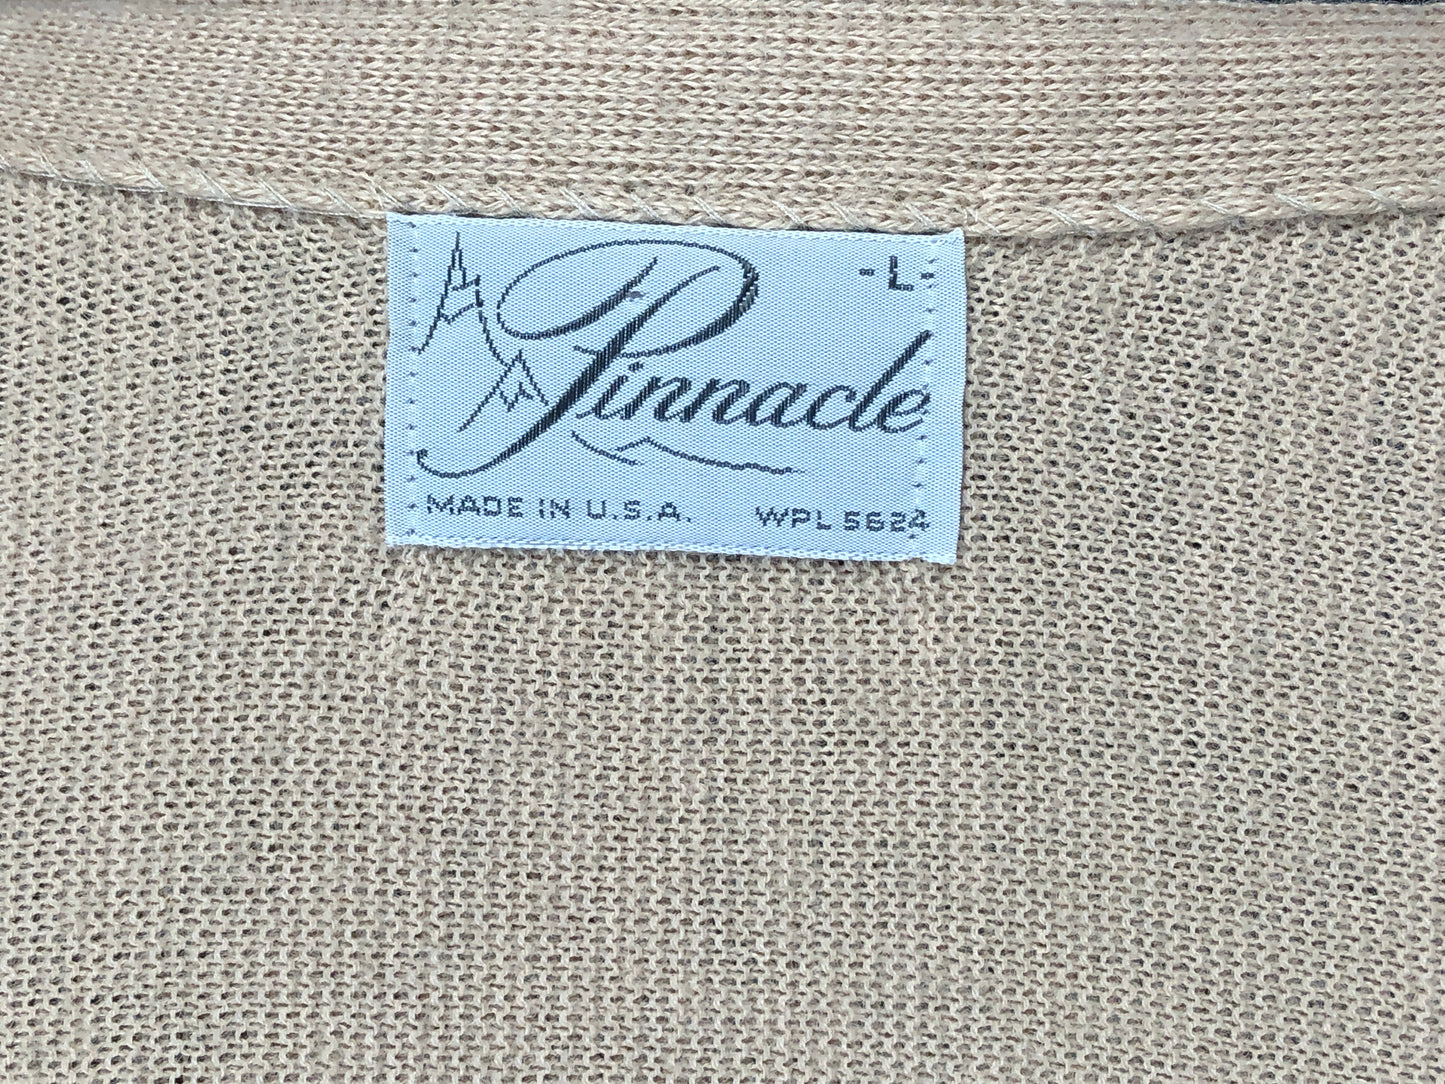 -L-
Pinnacle
MADE IN U.S.A. WPL 5624